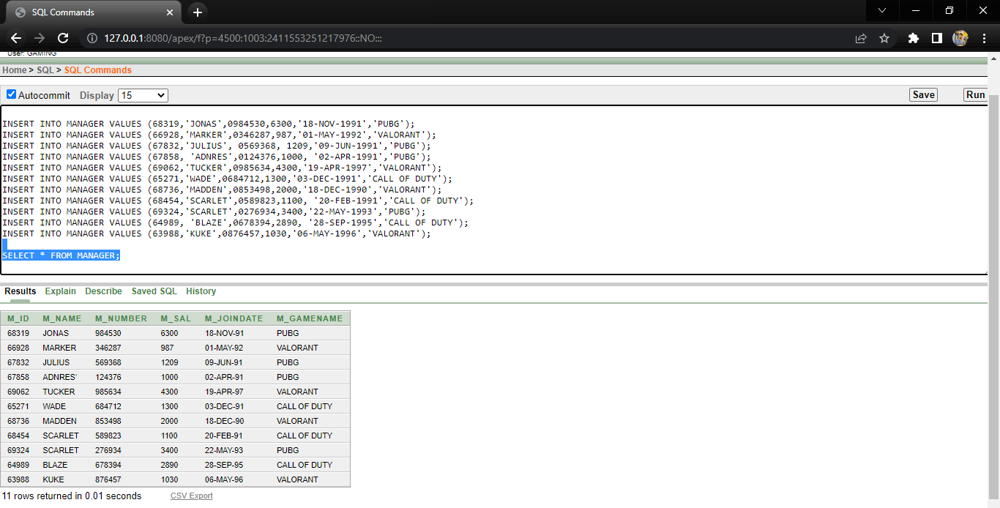 SQL Commands
127.0.0.1:8080/apex/f?p=4500:1003:2411553251217976::NO:::
User: GAMING
Home > SQL > SQL Commands
Autocommit Display 15 Save Run
INSERT INTO MANAGER VALUES (68319,'JONAS',0984530,6300,'18-NOV-1991','PUBG');
INSERT INTO MANAGER VALUES (66928,'MARKER',0346287,987,'01-MAY-1992','VALORANT');
INSERT INTO MANAGER VALUES (67832,'JULIUS', 0569368, 1209,'09-JUN-1991','PUBG');
INSERT INTO MANAGER VALUES (67858, 'ADNRES',0124376,1000, '02-APR-1991','PUBG');
INSERT INTO MANAGER VALUES (69062,'TUCKER',0985634,4300,'19-APR-1997','VALORANT');
INSERT INTO MANAGER VALUES (65271,'WADE',0684712,1300,'03-DEC-1991','CALL OF DUTY');
INSERT INTO MANAGER VALUES (68736,'MADDEN',0853498,2000,'18-DEC-1990','VALORANT');
INSERT INTO MANAGER VALUES (68454,'SCARLET',0589823,1100, '20-FEB-1991','CALL OF DUTY');
INSERT INTO MANAGER VALUES (69324,'SCARLET',0276934,3400,'22-MAY-1993','PUBG');
INSERT INTO MANAGER VALUES (64989, 'BLAZE',0678394,2890, '28-SEP-1995','CALL OF DUTY');
INSERT INTO MANAGER VALUES (63988,'KUKE',0876457,1030,'06-MAY-1996','VALORANT');
SELECT * FROM MANAGER;
Results Explain Describe Saved SQL History
M_ID M_NAME M_NUMBER M_SAL M_JOINDATE M_GAMENAME
68319 JONAS 984530 6300 18-NOV-91 PUBG
66928 MARKER 346287 987 01-MAY-92 VALORANT
67832 JULIUS 569368 1209 09-JUN-91 PUBG
67858 ADNRES' 124376 1000 02-APR-91 PUBG
69062 TUCKER 985634 4300 19-APR-97 VALORANT
65271 WADE 684712 1300 03-DEC-91 CALL OF DUTY
68736 MADDEN 853498 2000 18-DEC-90 VALORANT
68454 SCARLET 589823 1100 20-FEB-91 CALL OF DUTY
69324 SCARLET 276934 3400 22-MAY-93 PUBG
64989 BLAZE 678394 2890 28-SEP-95 CALL OF DUTY
63988 KUKE 876457 1030 06-MAY-96 VALORANT
11 rows returned in 0.01 seconds CSV Export